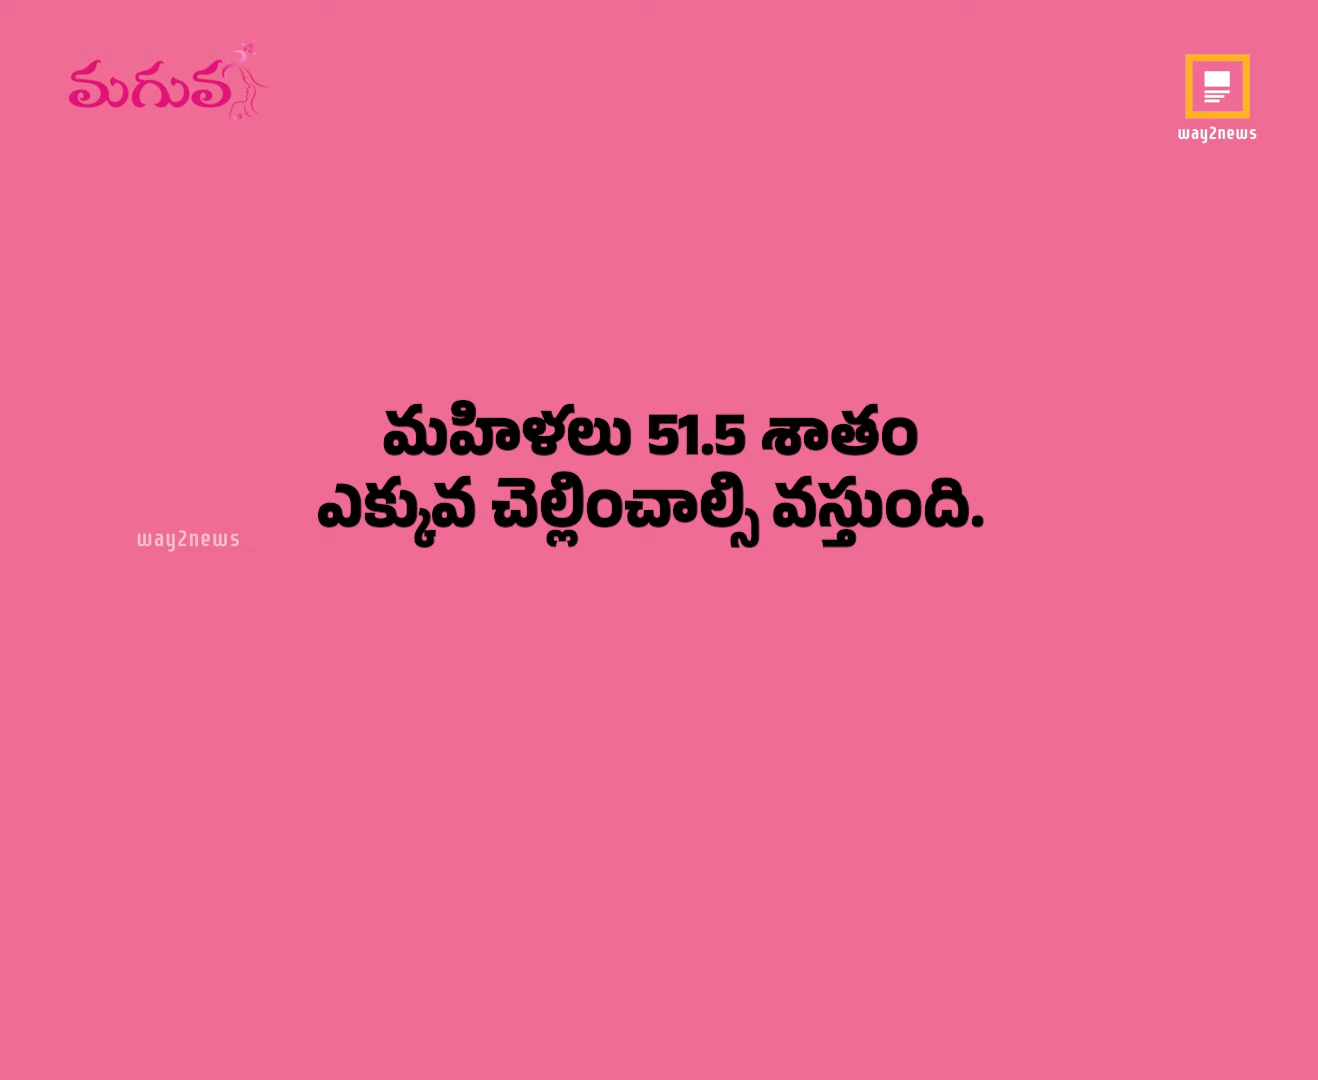 మగువ
way2news
మహిళలు 51.5 శాతం
ఎక్కువ చెల్లించాల్సి వస్తుంది.
way2news